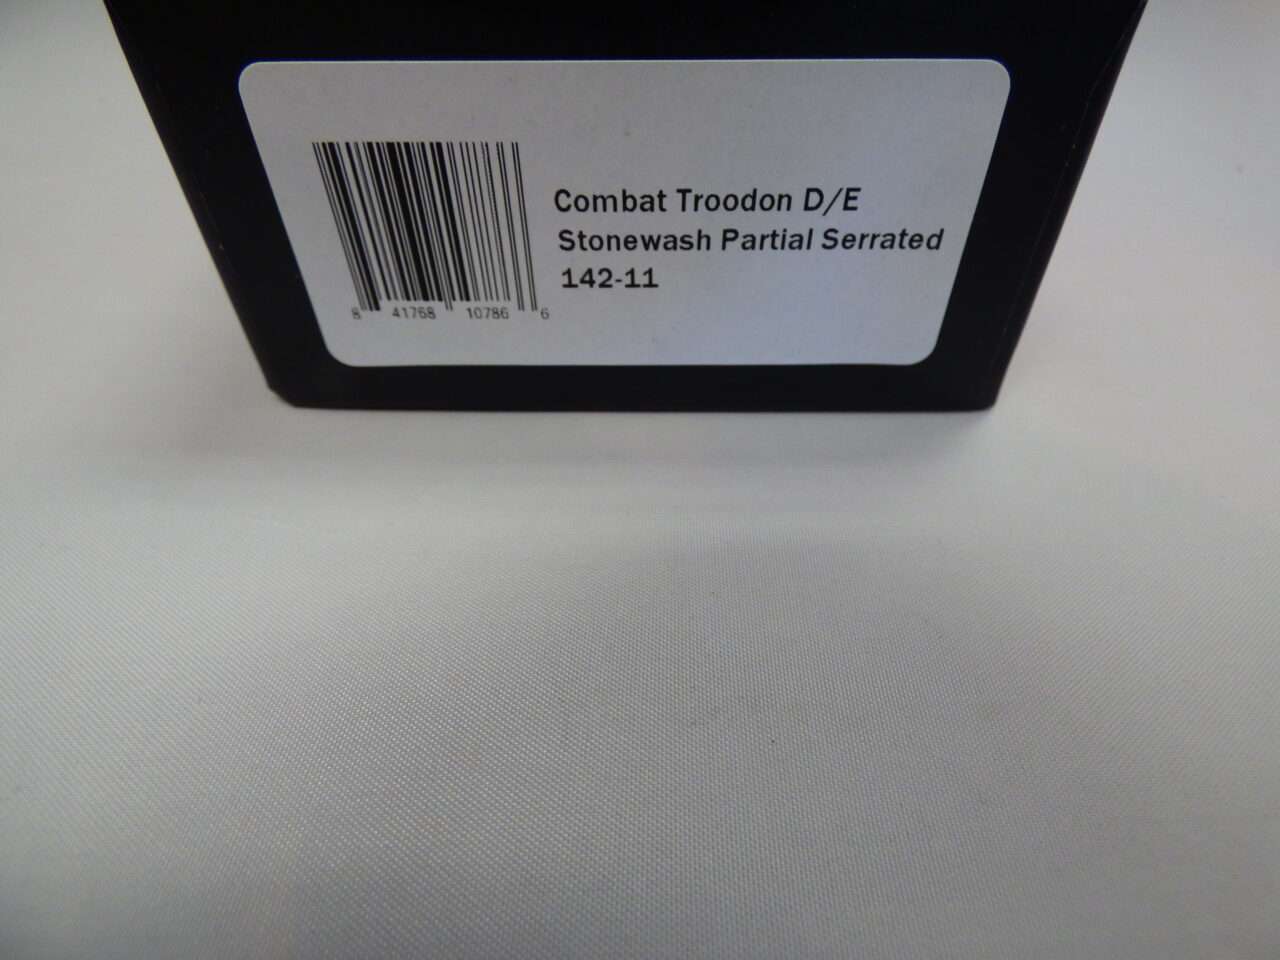 Combat Troodon D/E
Stonewash Partial Serrated
142-11
8 41768 10786 6